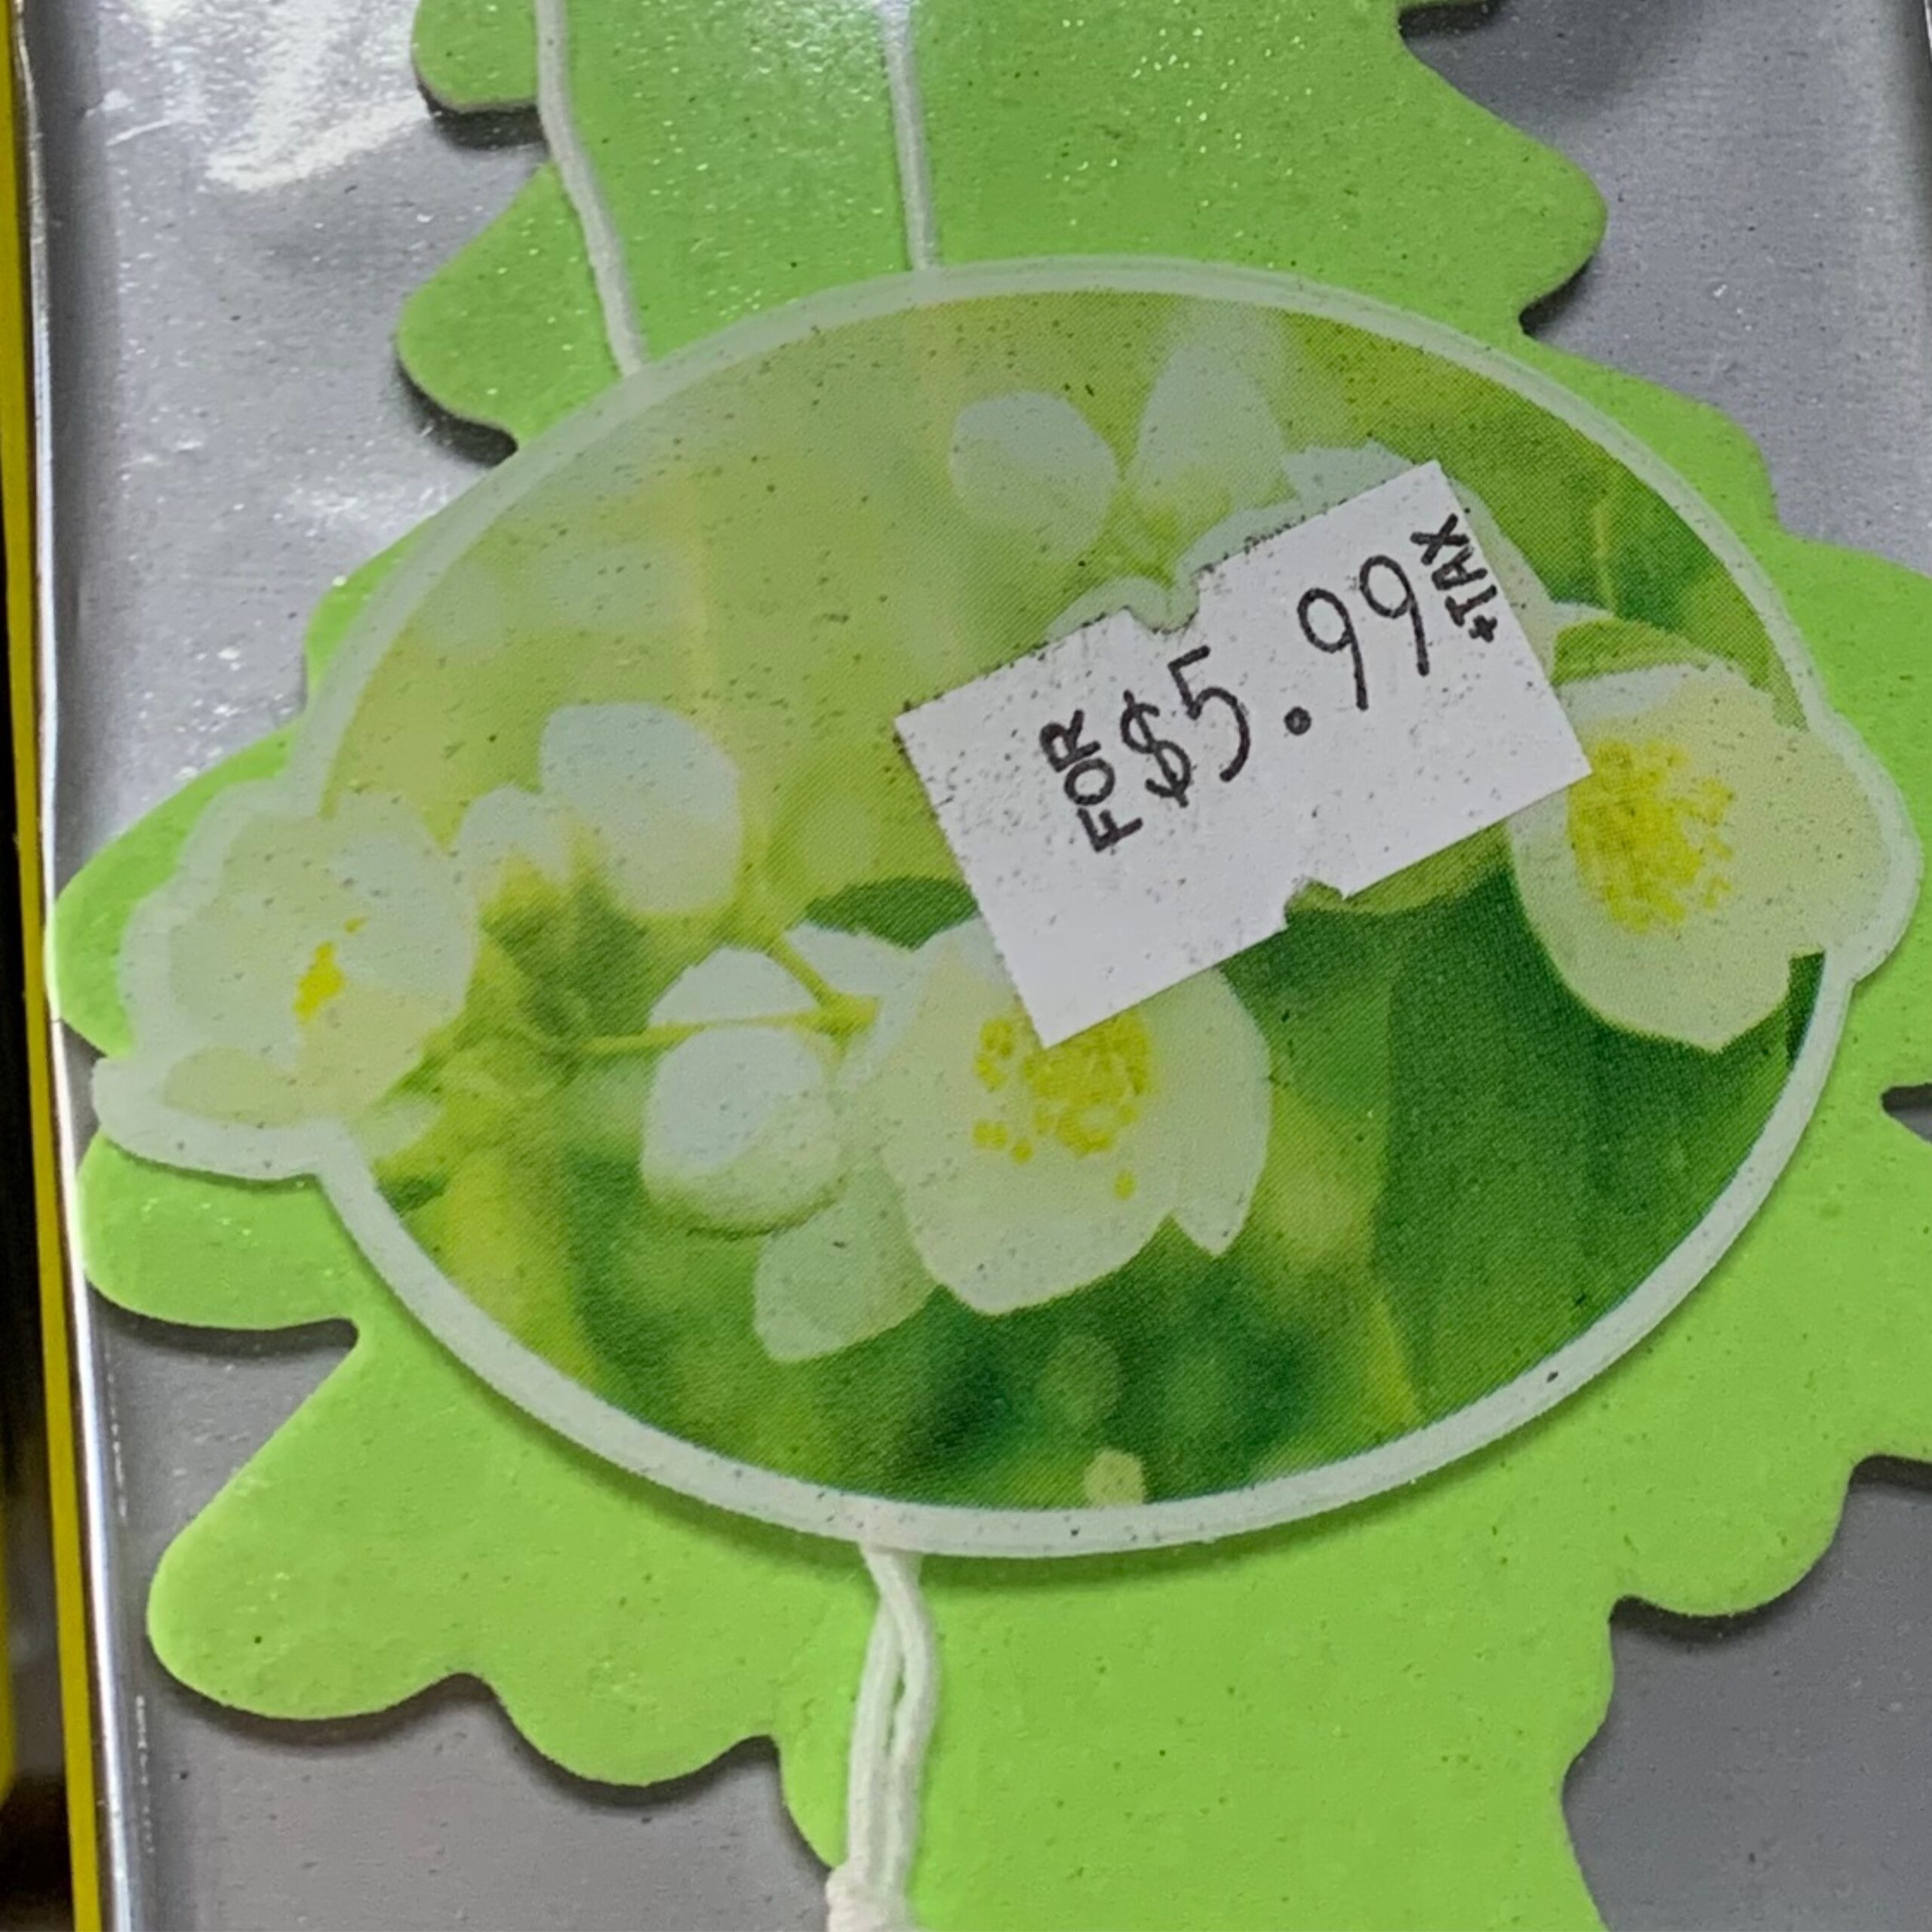 FOR $5.99 +TAX